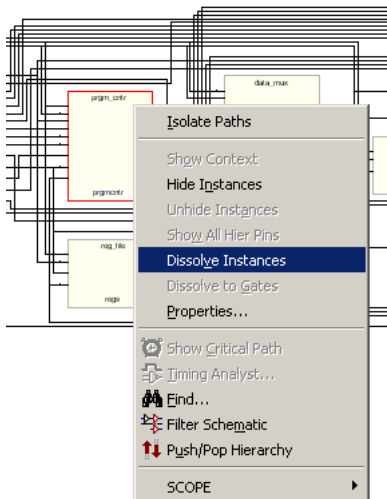 prgm_cntr
data_mux
prgmcntr
reg_file
regs
Isolate Paths
Show Context
Hide Instances
Unhide Instances
Show All Hier Pins
Dissolve Instances
Dissolve to Gates
Properties...
Show Critical Path
Timing Analyst...
Find...
Filter Schematic
Push/Pop Hierarchy
SCOPE